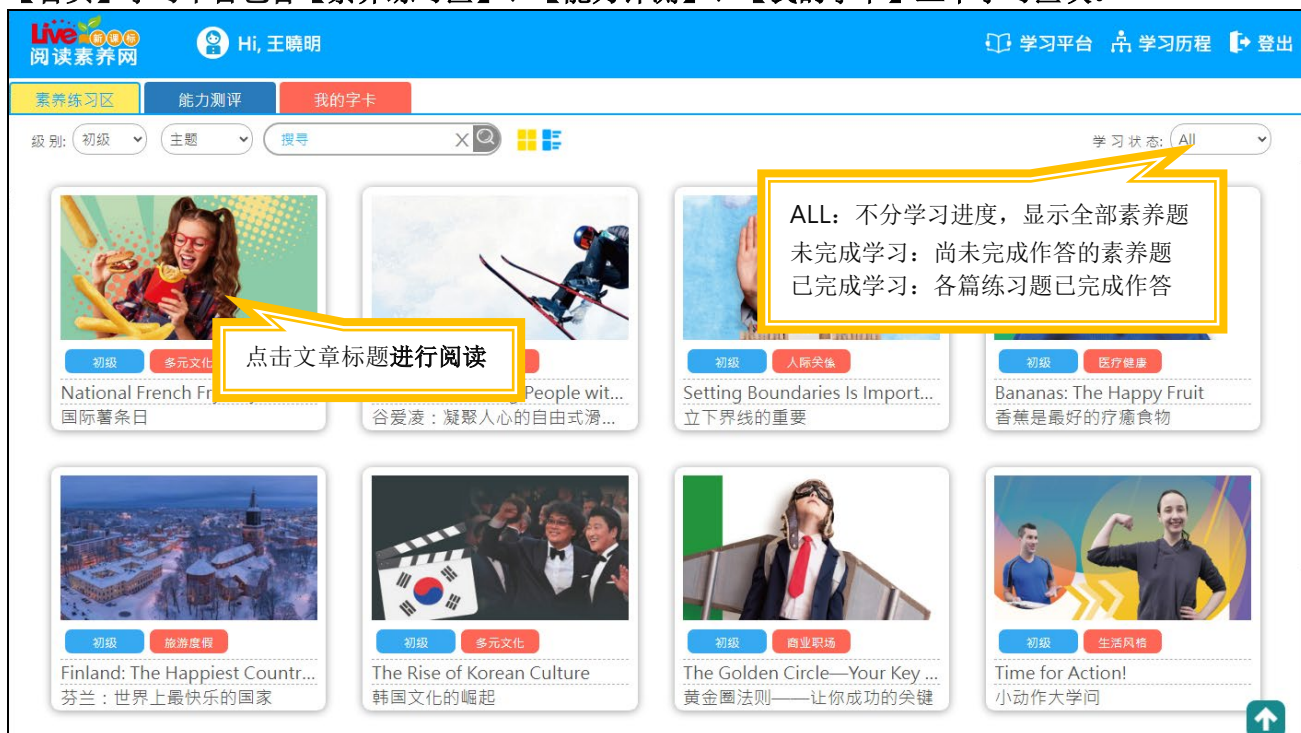 Live 新课标
阅读素养网
Hi, 王曉明
学习平台 学习历程 登出
素养练习区 能力测评 我的字卡
级别: 初级 主题 搜寻 X
学习状态: All
ALL：不分学习进度，显示全部素养题
未完成学习：尚未完成作答的素养题
已完成学习：各篇练习题已完成作答
点击文章标题进行阅读
初级 多元文化
National French Fry
国际薯条日
People wit...
谷爱凌：凝聚人心的自由式滑...
初级 人际关系
Setting Boundaries Is Import...
立下界线的重要
初级 医疗健康
Bananas: The Happy Fruit
香蕉是最好的疗癒食物
初级 旅游度假
Finland: The Happiest Countr...
芬兰：世界上最快乐的国家
初级 多元文化
The Rise of Korean Culture
韩国文化的崛起
初级 商业职场
The Golden Circle—Your Key ...
黄金圈法则——让你成功的关键
初级 生活风格
Time for Action!
小动作大学问